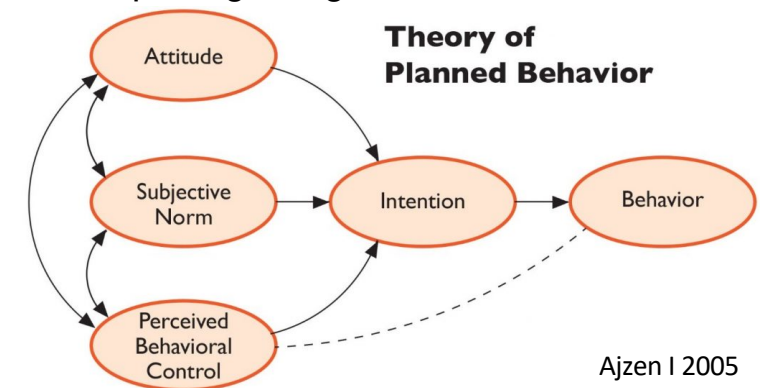 Theory of
Planned Behavior
Attitude
Subjective
Norm
Intention
Behavior
Perceived
Behavioral
Control
Ajzen I 2005